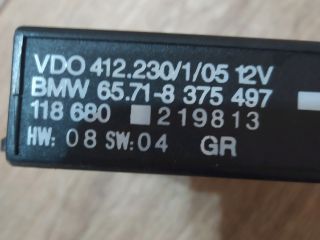 VDO 412.230/1/05 12V
BMW 65.71-8 375 497
118 680 219813
HW: 08 SW: 04 GR